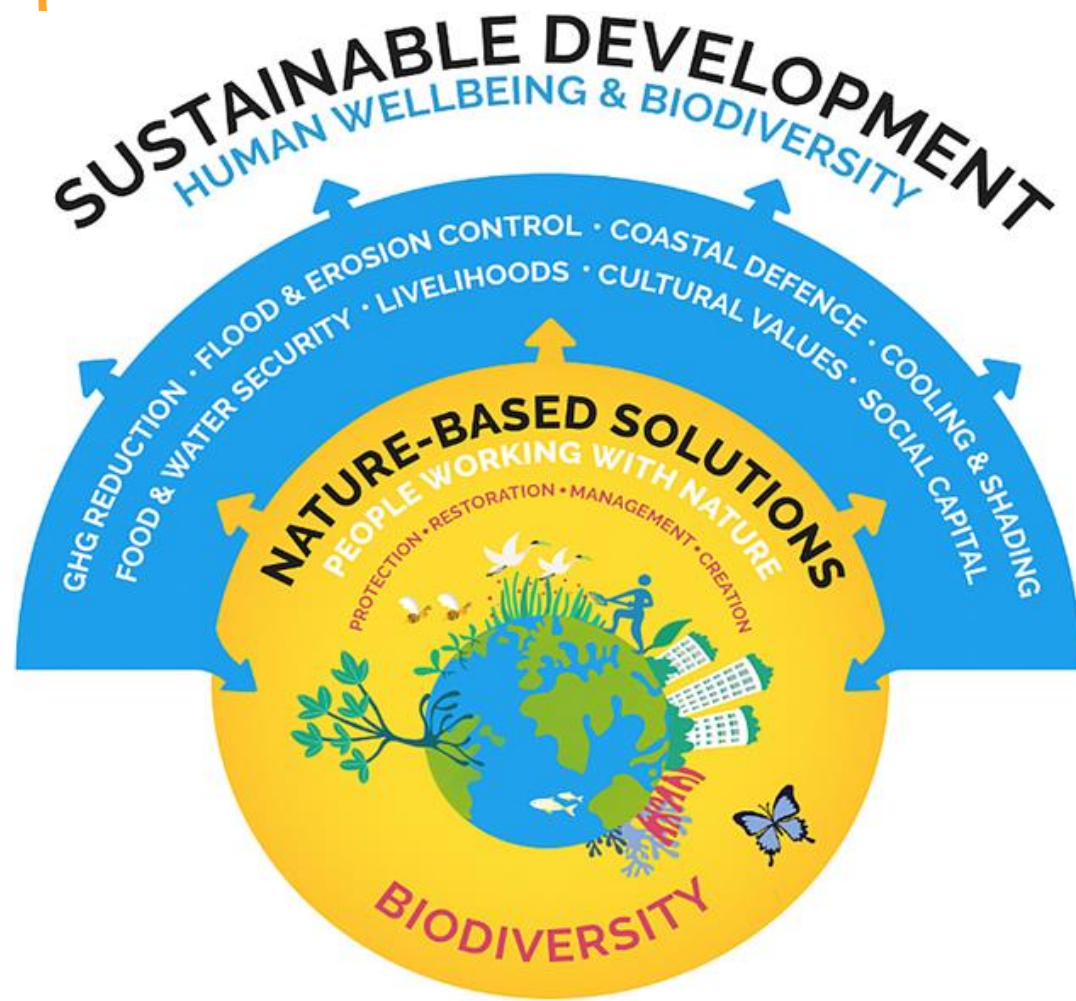 SUSTAINABLE DEVELOPMENT
HUMAN WELLBEING & BIODIVERSITY
GHG REDUCTION · FLOOD & EROSION CONTROL · COASTAL DEFENCE · COOLING & SHADING
FOOD & WATER SECURITY · LIVELIHOODS · CULTURAL VALUES · SOCIAL CAPITAL
NATURE-BASED SOLUTIONS
PEOPLE WORKING WITH NATURE
PROTECTION • RESTORATION • MANAGEMENT • CREATION
BIODIVERSITY